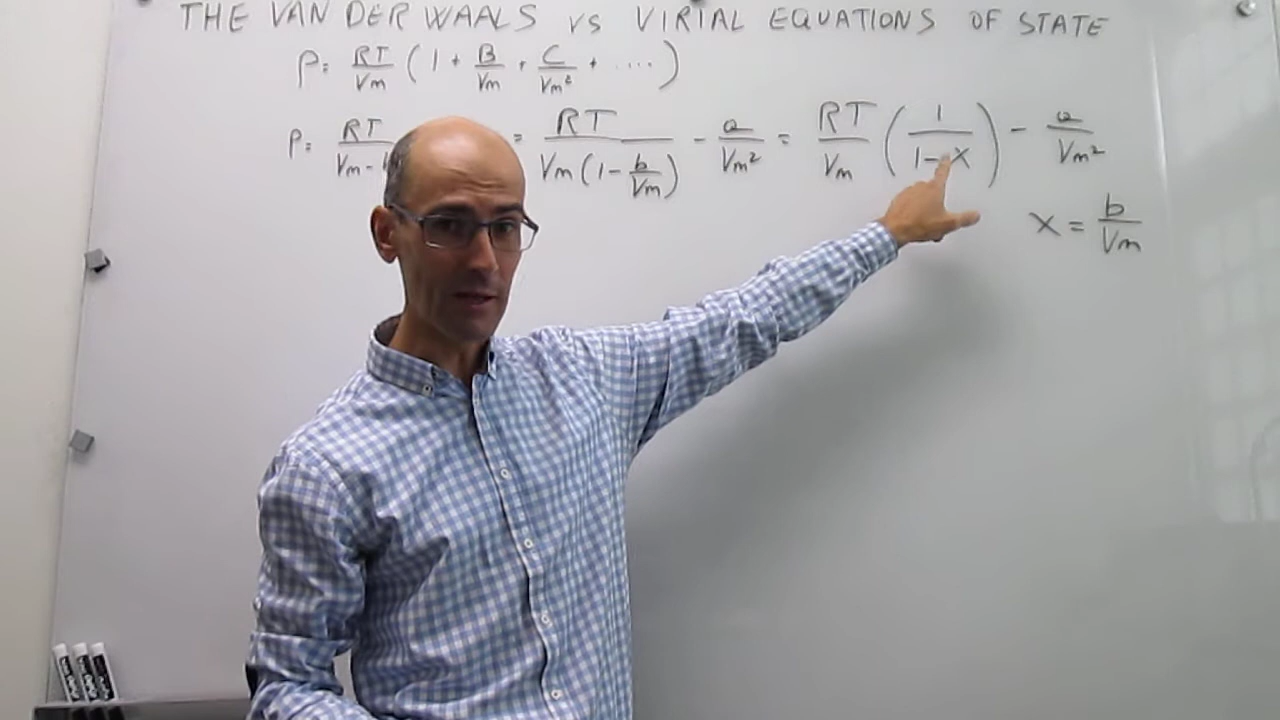 THE VAN DER WAALS VS VIRIAL EQUATIONS OF STATE
P = RT/Vm (1 + B/Vm + C/Vm² + ....)
P = RT/Vm - = RT/Vm(1 - b/Vm) - a/Vm² = RT/Vm (1/1-x) - a/Vm²
x = b/Vm